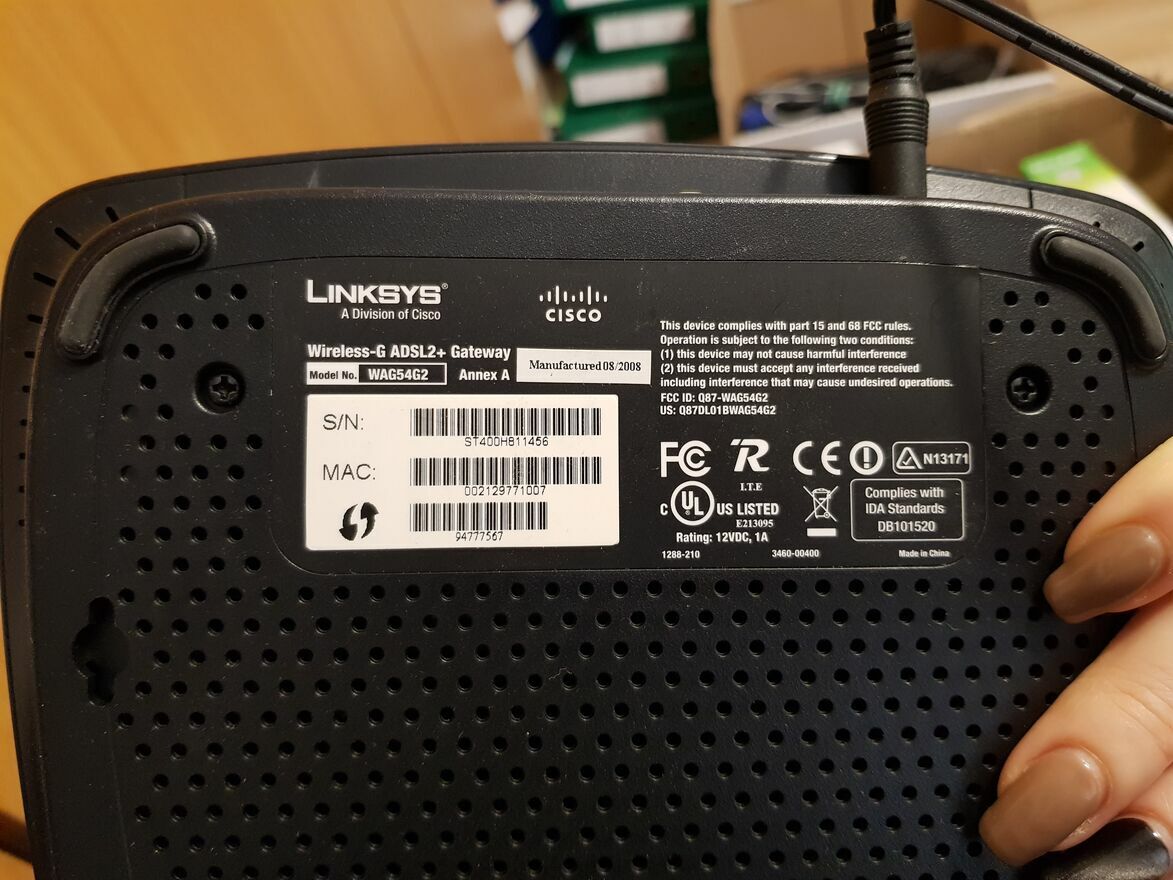 LINKSYS®
A Division of Cisco
CISCO
Wireless-G ADSL2+ Gateway
Model No. WAG54G2 Annex A
Manufactured 08/2008
S/N:
ST400H811456
MAC:
002129771007
94777567
This device complies with part 15 and 68 FCC rules.
Operation is subject to the following two conditions:
(1) this device may not cause harmful interference
(2) this device must accept any interference received
including interference that may cause undesired operations.
FCC ID: Q87-WAG54G2
US: Q87DL01BWAG54G2
FC R CE N13171
I.T.E
C UL US LISTED
E213095
Complies with
IDA Standards
DB101520
Rating: 12VDC, 1A
1288-210 3460-00400 Made in China